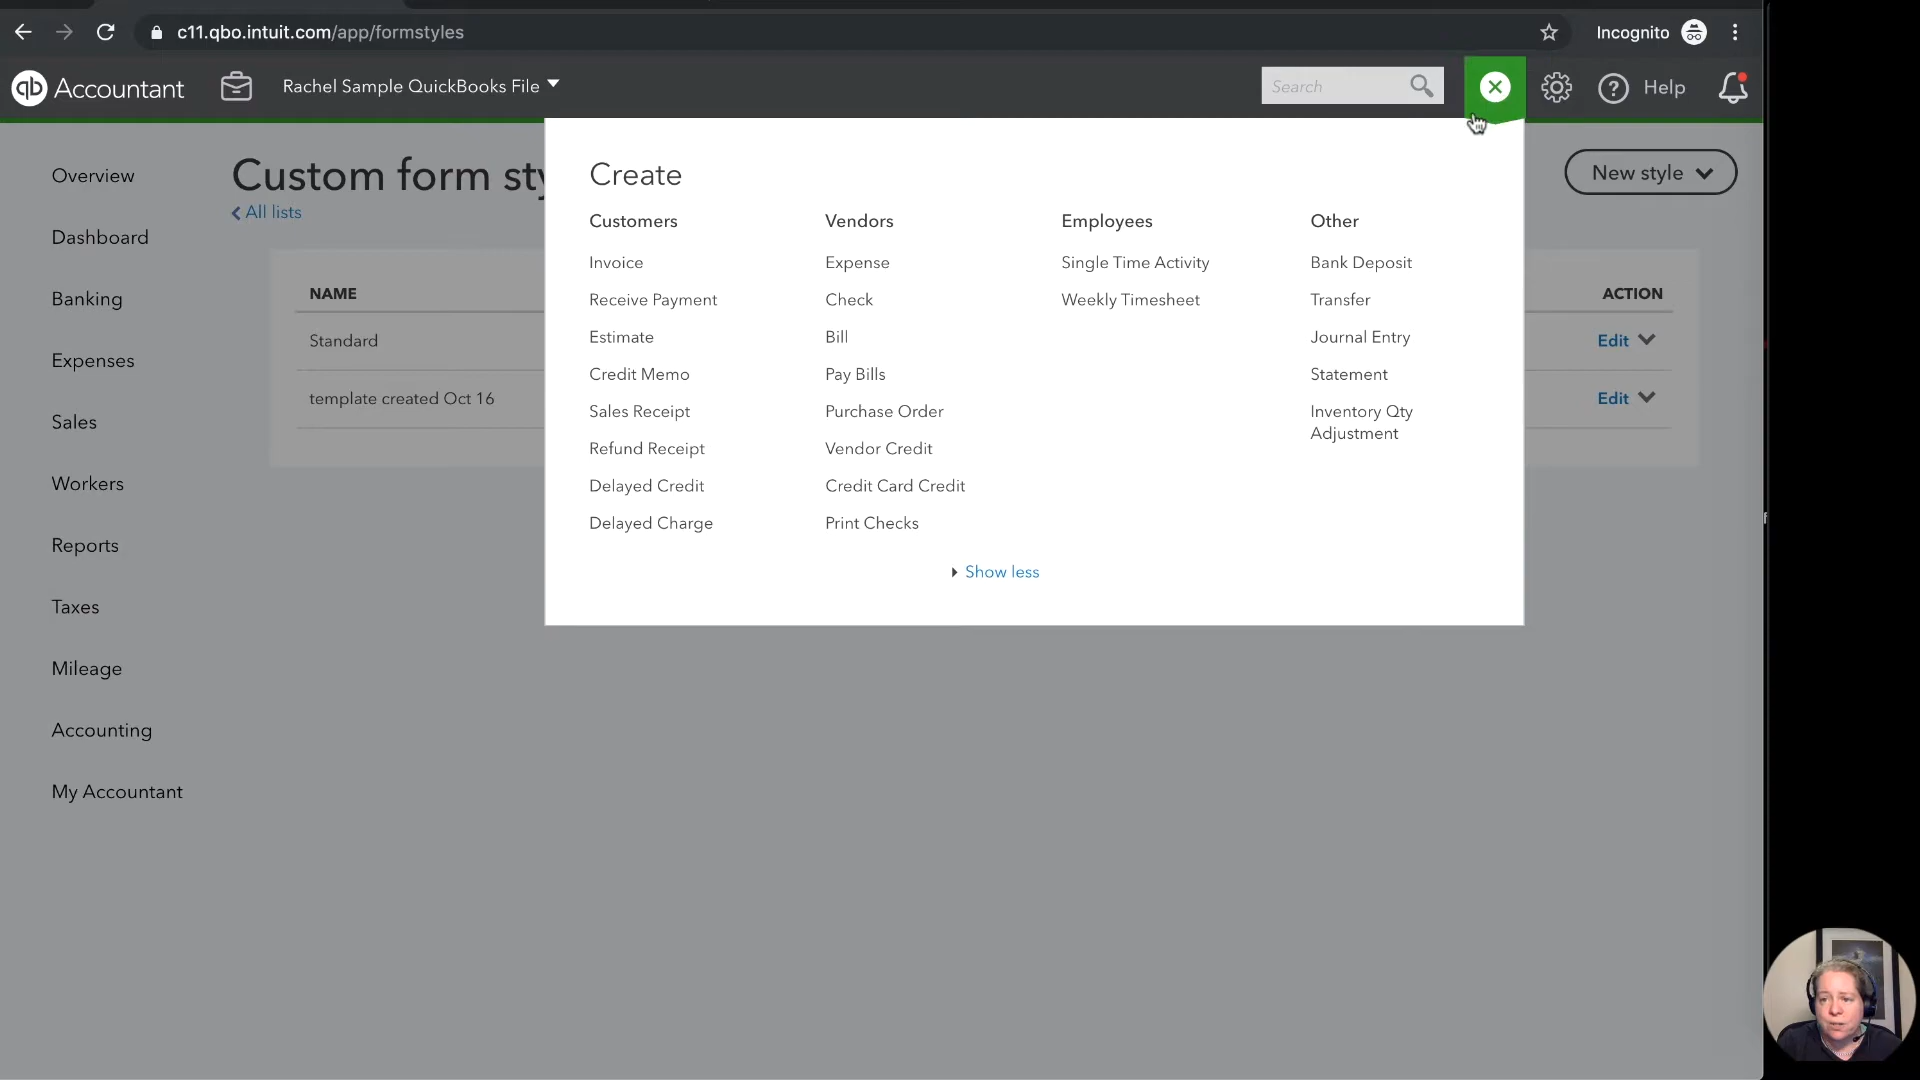 c11.qbo.intuit.com/app/formstyles
Incognito
qb Accountant
Rachel Sample QuickBooks File
Search
Help
Overview
Dashboard
Banking
Expenses
Sales
Workers
Reports
Taxes
Mileage
Accounting
My Accountant
Custom form sty
All lists
New style
NAME
ACTION
Standard
Edit
template created Oct 16
Edit
Create
Customers
Invoice
Receive Payment
Estimate
Credit Memo
Sales Receipt
Refund Receipt
Delayed Credit
Delayed Charge
Vendors
Expense
Check
Bill
Pay Bills
Purchase Order
Vendor Credit
Credit Card Credit
Print Checks
Employees
Single Time Activity
Weekly Timesheet
Other
Bank Deposit
Transfer
Journal Entry
Statement
Inventory Qty
Adjustment
Show less